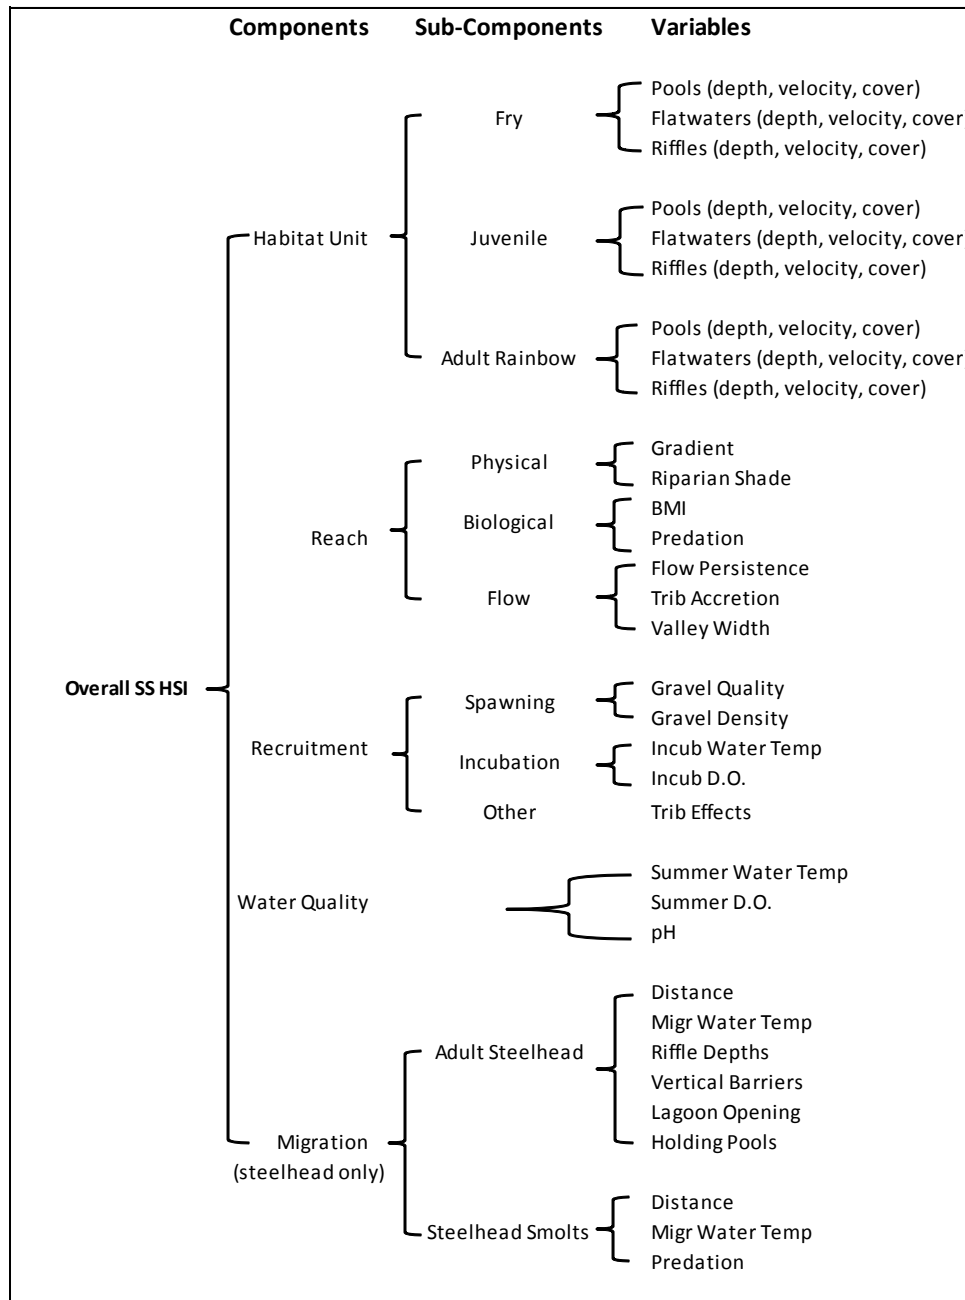 Components Sub-Components Variables
Pools (depth, velocity, cover)
Fry Flatwaters (depth, velocity, cover
Riffles (depth, velocity, cover)
Pools (depth, velocity, cover)
Habitat Unit Juvenile Flatwaters (depth, velocity, cover)
Riffles (depth, velocity, cover)
Pools (depth, velocity, cover)
Adult Rainbow Flatwaters (depth, velocity, cover
Riffles (depth, velocity, cover)
Gradient
Physical
Riparian Shade
BMI
Biological
Reach Predation
Flow Persistence
Flow Trib Accretion
Valley Width
Overall SS HSI
Gravel Quality
Spawning
Gravel Density
Recruitment Incub Water Temp
Incubation
Incub D.O.
Other Trib Effects
Summer Water Temp
Water Quality Summer D.O.
pH
Distance
Migr Water Temp
Adult Steelhead Riffle Depths
Vertical Barriers
Lagoon Opening
Migration Holding Pools
(steelhead only)
Distance
Steelhead Smolts Migr Water Temp
Predation